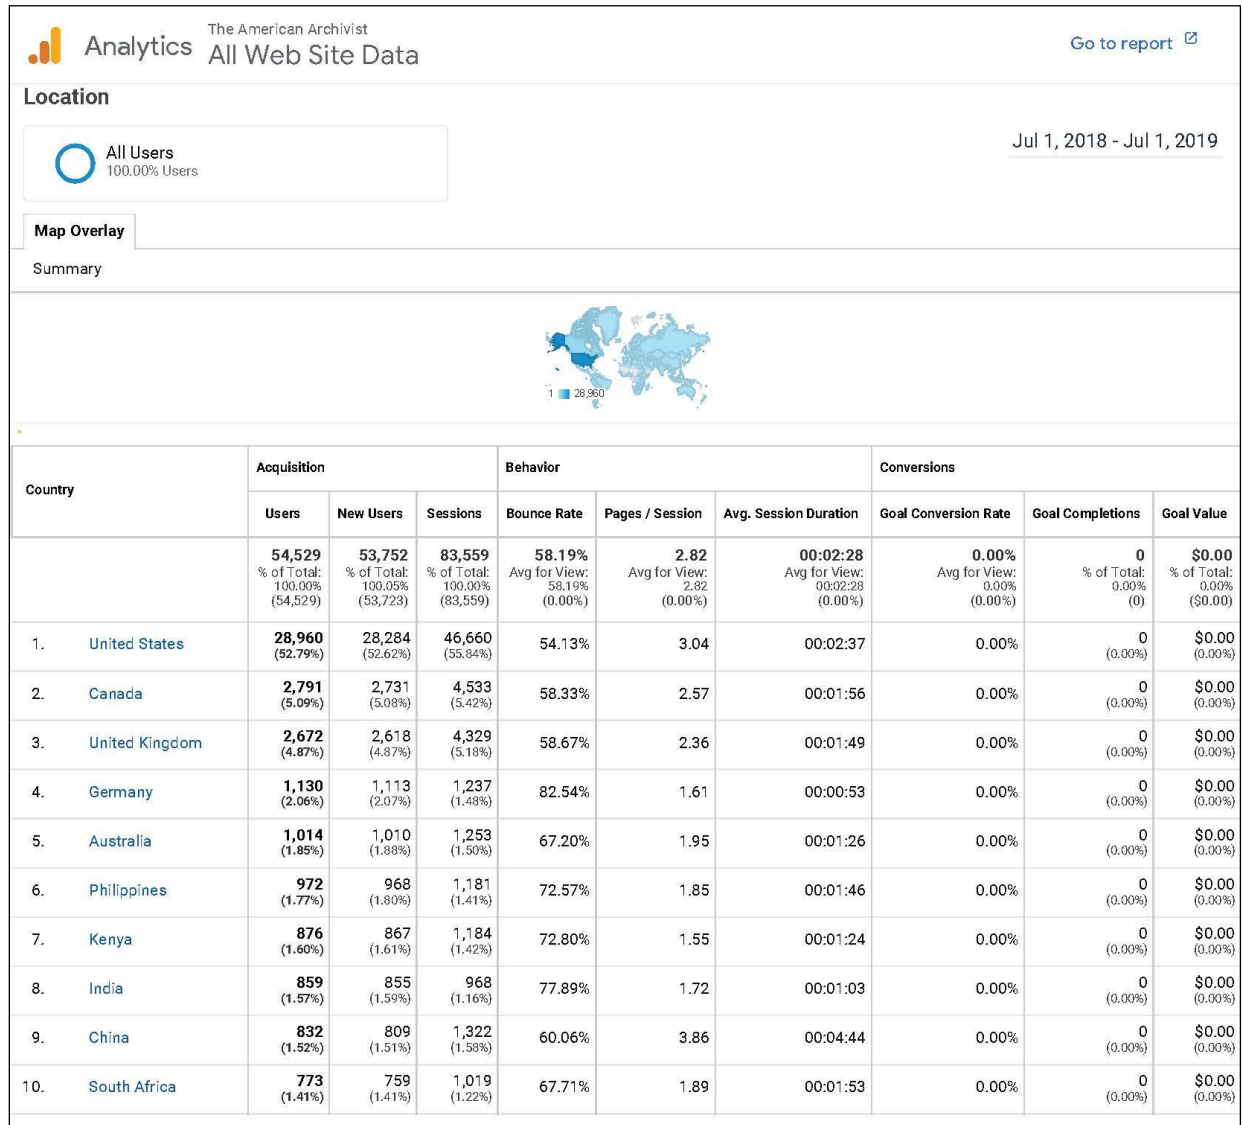 Analytics
The American Archivist
All Web Site Data
Go to report
Location
All Users
100.00% Users
Jul 1, 2018 - Jul 1, 2019
Map Overlay
Summary
1 28,960
Country Acquisition Behavior Conversions
Users New Users Sessions Bounce Rate Pages / Session Avg. Session Duration Goal Conversion Rate Goal Completions Goal Value
54,529 53,752 83,559 58.19% 2.82 00:02:28 0.00% 0 $0.00
% of Total: % of Total: % of Total: Avg for View: Avg for View: Avg for View: Avg for View: % of Total: % of Total:
100.00% 100.05% 100.00% 58.19% 2.82 00:02:28 0.00% 0.00% 0.00%
(54,529) (53,723) (83,559) (0.00%) (0.00%) (0.00%) (0.00%) (0) ($0.00)
1. United States 28,960 28,284 46,660 54.13% 3.04 00:02:37 0.00% 0 $0.00
(52.79%) (52.62%) (55.84%) (0.00%) (0.00%)
2. Canada 2,791 2,731 4,533 58.33% 2.57 00:01:56 0.00% 0 $0.00
(5.09%) (5.08%) (5.42%) (0.00%) (0.00%)
3. United Kingdom 2,672 2,618 4,329 58.67% 2.36 00:01:49 0.00% 0 $0.00
(4.87%) (4.87%) (5.18%) (0.00%) (0.00%)
4. Germany 1,130 1,113 1,237 82.54% 1.61 00:00:53 0.00% 0 $0.00
(2.06%) (2.07%) (1.48%) (0.00%) (0.00%)
5. Australia 1,014 1,010 1,253 67.20% 1.95 00:01:26 0.00% 0 $0.00
(1.85%) (1.88%) (1.50%) (0.00%) (0.00%)
6. Philippines 972 968 1,181 72.57% 1.85 00:01:46 0.00% 0 $0.00
(1.77%) (1.80%) (1.41%) (0.00%) (0.00%)
7. Kenya 876 867 1,184 72.80% 1.55 00:01:24 0.00% 0 $0.00
(1.60%) (1.61%) (1.42%) (0.00%) (0.00%)
8. India 859 855 968 77.89% 1.72 00:01:03 0.00% 0 $0.00
(1.57%) (1.59%) (1.16%) (0.00%) (0.00%)
9. China 832 809 1,322 60.06% 3.86 00:04:44 0.00% 0 $0.00
(1.52%) (1.51%) (1.58%) (0.00%) (0.00%)
10. South Africa 773 759 1,019 67.71% 1.89 00:01:53 0.00% 0 $0.00
(1.41%) (1.41%) (1.22%) (0.00%) (0.00%)